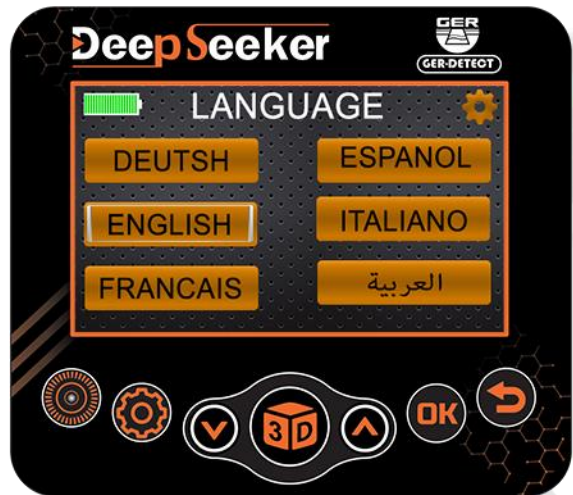 DeepSeeker
GER
GER-DETECT
LANGUAGE
DEUTSH
ESPANOL
ENGLISH
ITALIANO
FRANCAIS
العربية
3D
OK